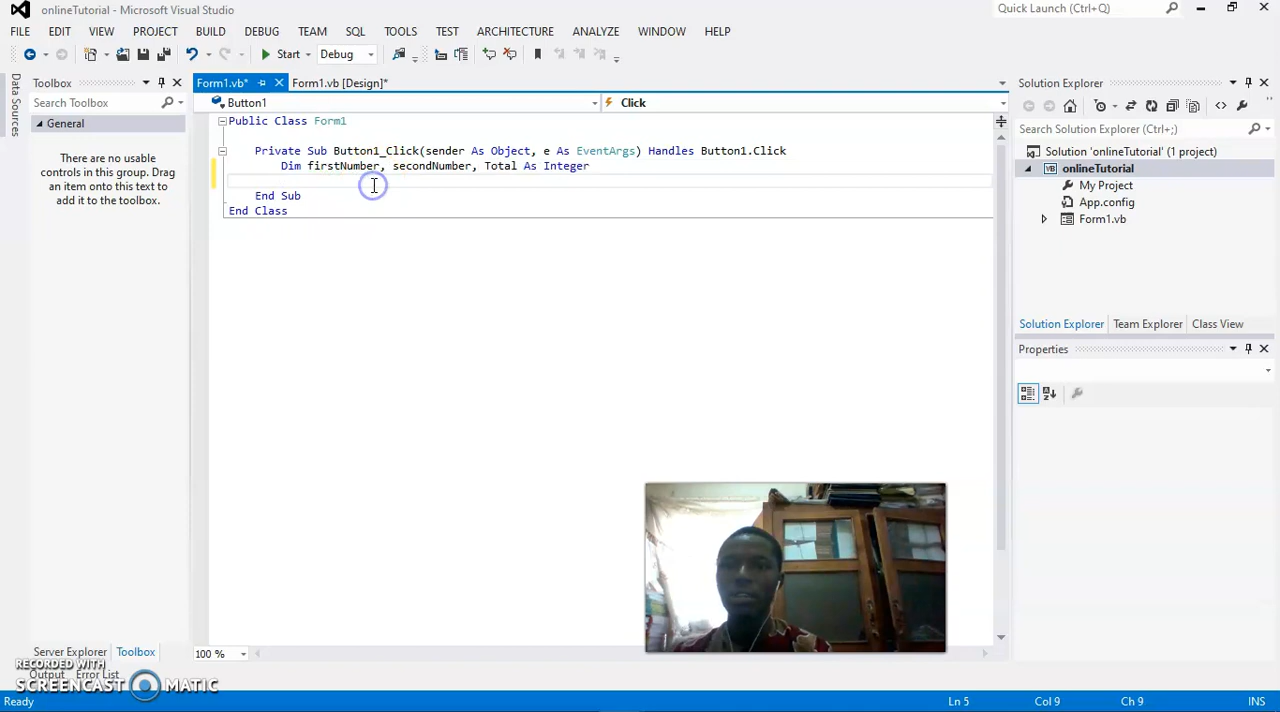 onlineTutorial - Microsoft Visual Studio
Quick Launch (Ctrl+Q)
FILE EDIT VIEW PROJECT BUILD DEBUG TEAM SQL TOOLS TEST ARCHITECTURE ANALYZE WINDOW HELP
Start Debug
Data Sources
Toolbox
Search Toolbox
General
There are no usable
controls in this group. Drag
an item onto this text to
add it to the toolbox.
Form1.vb* Form1.vb [Design]*
Button1 Click
Public Class Form1
Private Sub Button1_Click(sender As Object, e As EventArgs) Handles Button1.Click
Dim firstNumber, secondNumber, Total As Integer
End Sub
End Class
Solution Explorer
Search Solution Explorer (Ctrl+;)
Solution 'onlineTutorial' (1 project)
onlineTutorial
My Project
App.config
Form1.vb
Solution Explorer Team Explorer Class View
Properties
100 %
Server Explorer Toolbox
Output Error List
RECORDED WITH
SCREENCAST MATIC
Ready Ln 5 Col 9 Ch 9 INS